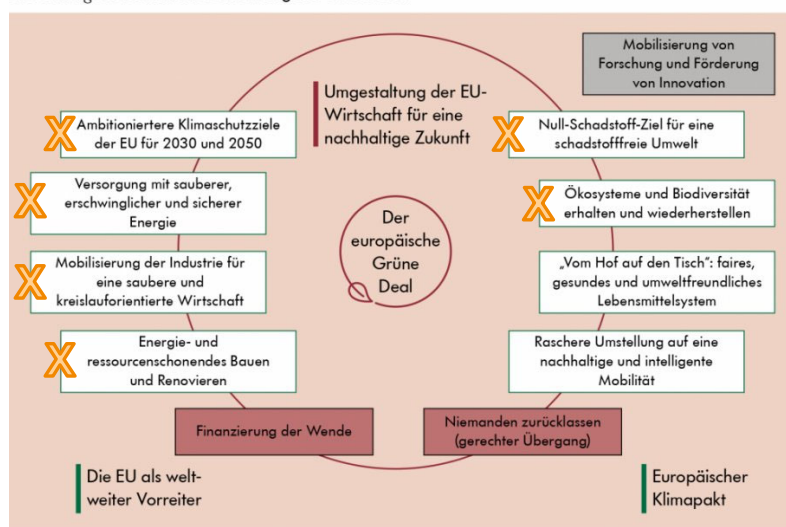 Mobilisierung von
Forschung und Förderung
von Innovation
Umgestaltung der EU-
Wirtschaft für eine
nachhaltige Zukunft
X Ambitioniertere Klimaschutzziele
der EU für 2030 und 2050
X Null-Schadstoff-Ziel für eine
schadstofffreie Umwelt
X Versorgung mit sauberer,
erschwinglicher und sicherer
Energie
X Ökosysteme und Biodiversität
erhalten und wiederherstellen
Der
europäische
Grüne
Deal
X Mobilisierung der Industrie für
eine saubere und
kreislauforientierte Wirtschaft
„Vom Hof auf den Tisch“: faires,
gesundes und umweltfreundliches
Lebensmittelsystem
X Energie- und
ressourcenschonendes Bauen
und Renovieren
Raschere Umstellung auf eine
nachhaltige und intelligente
Mobilität
Finanzierung der Wende
Niemanden zurücklassen
(gerechter Übergang)
Die EU als welt-
weiter Vorreiter
Europäischer
Klimapakt